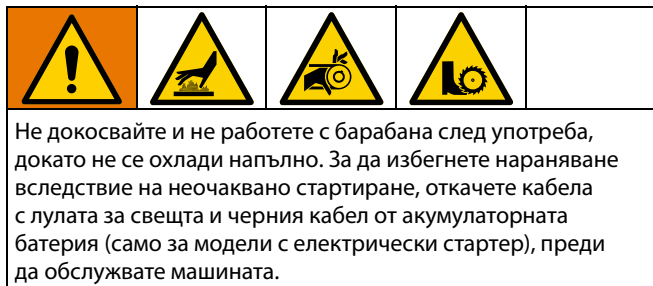 Не докосвайте и не работете с барабана след употреба,
докато не се охлади напълно. За да избегнете нараняване
вследствие на неочаквано стартиране, откачете кабела
с лулата за свещта и черния кабел от акумулаторната
батерия (само за модели с електрически стартер), преди
да обслужвате машината.